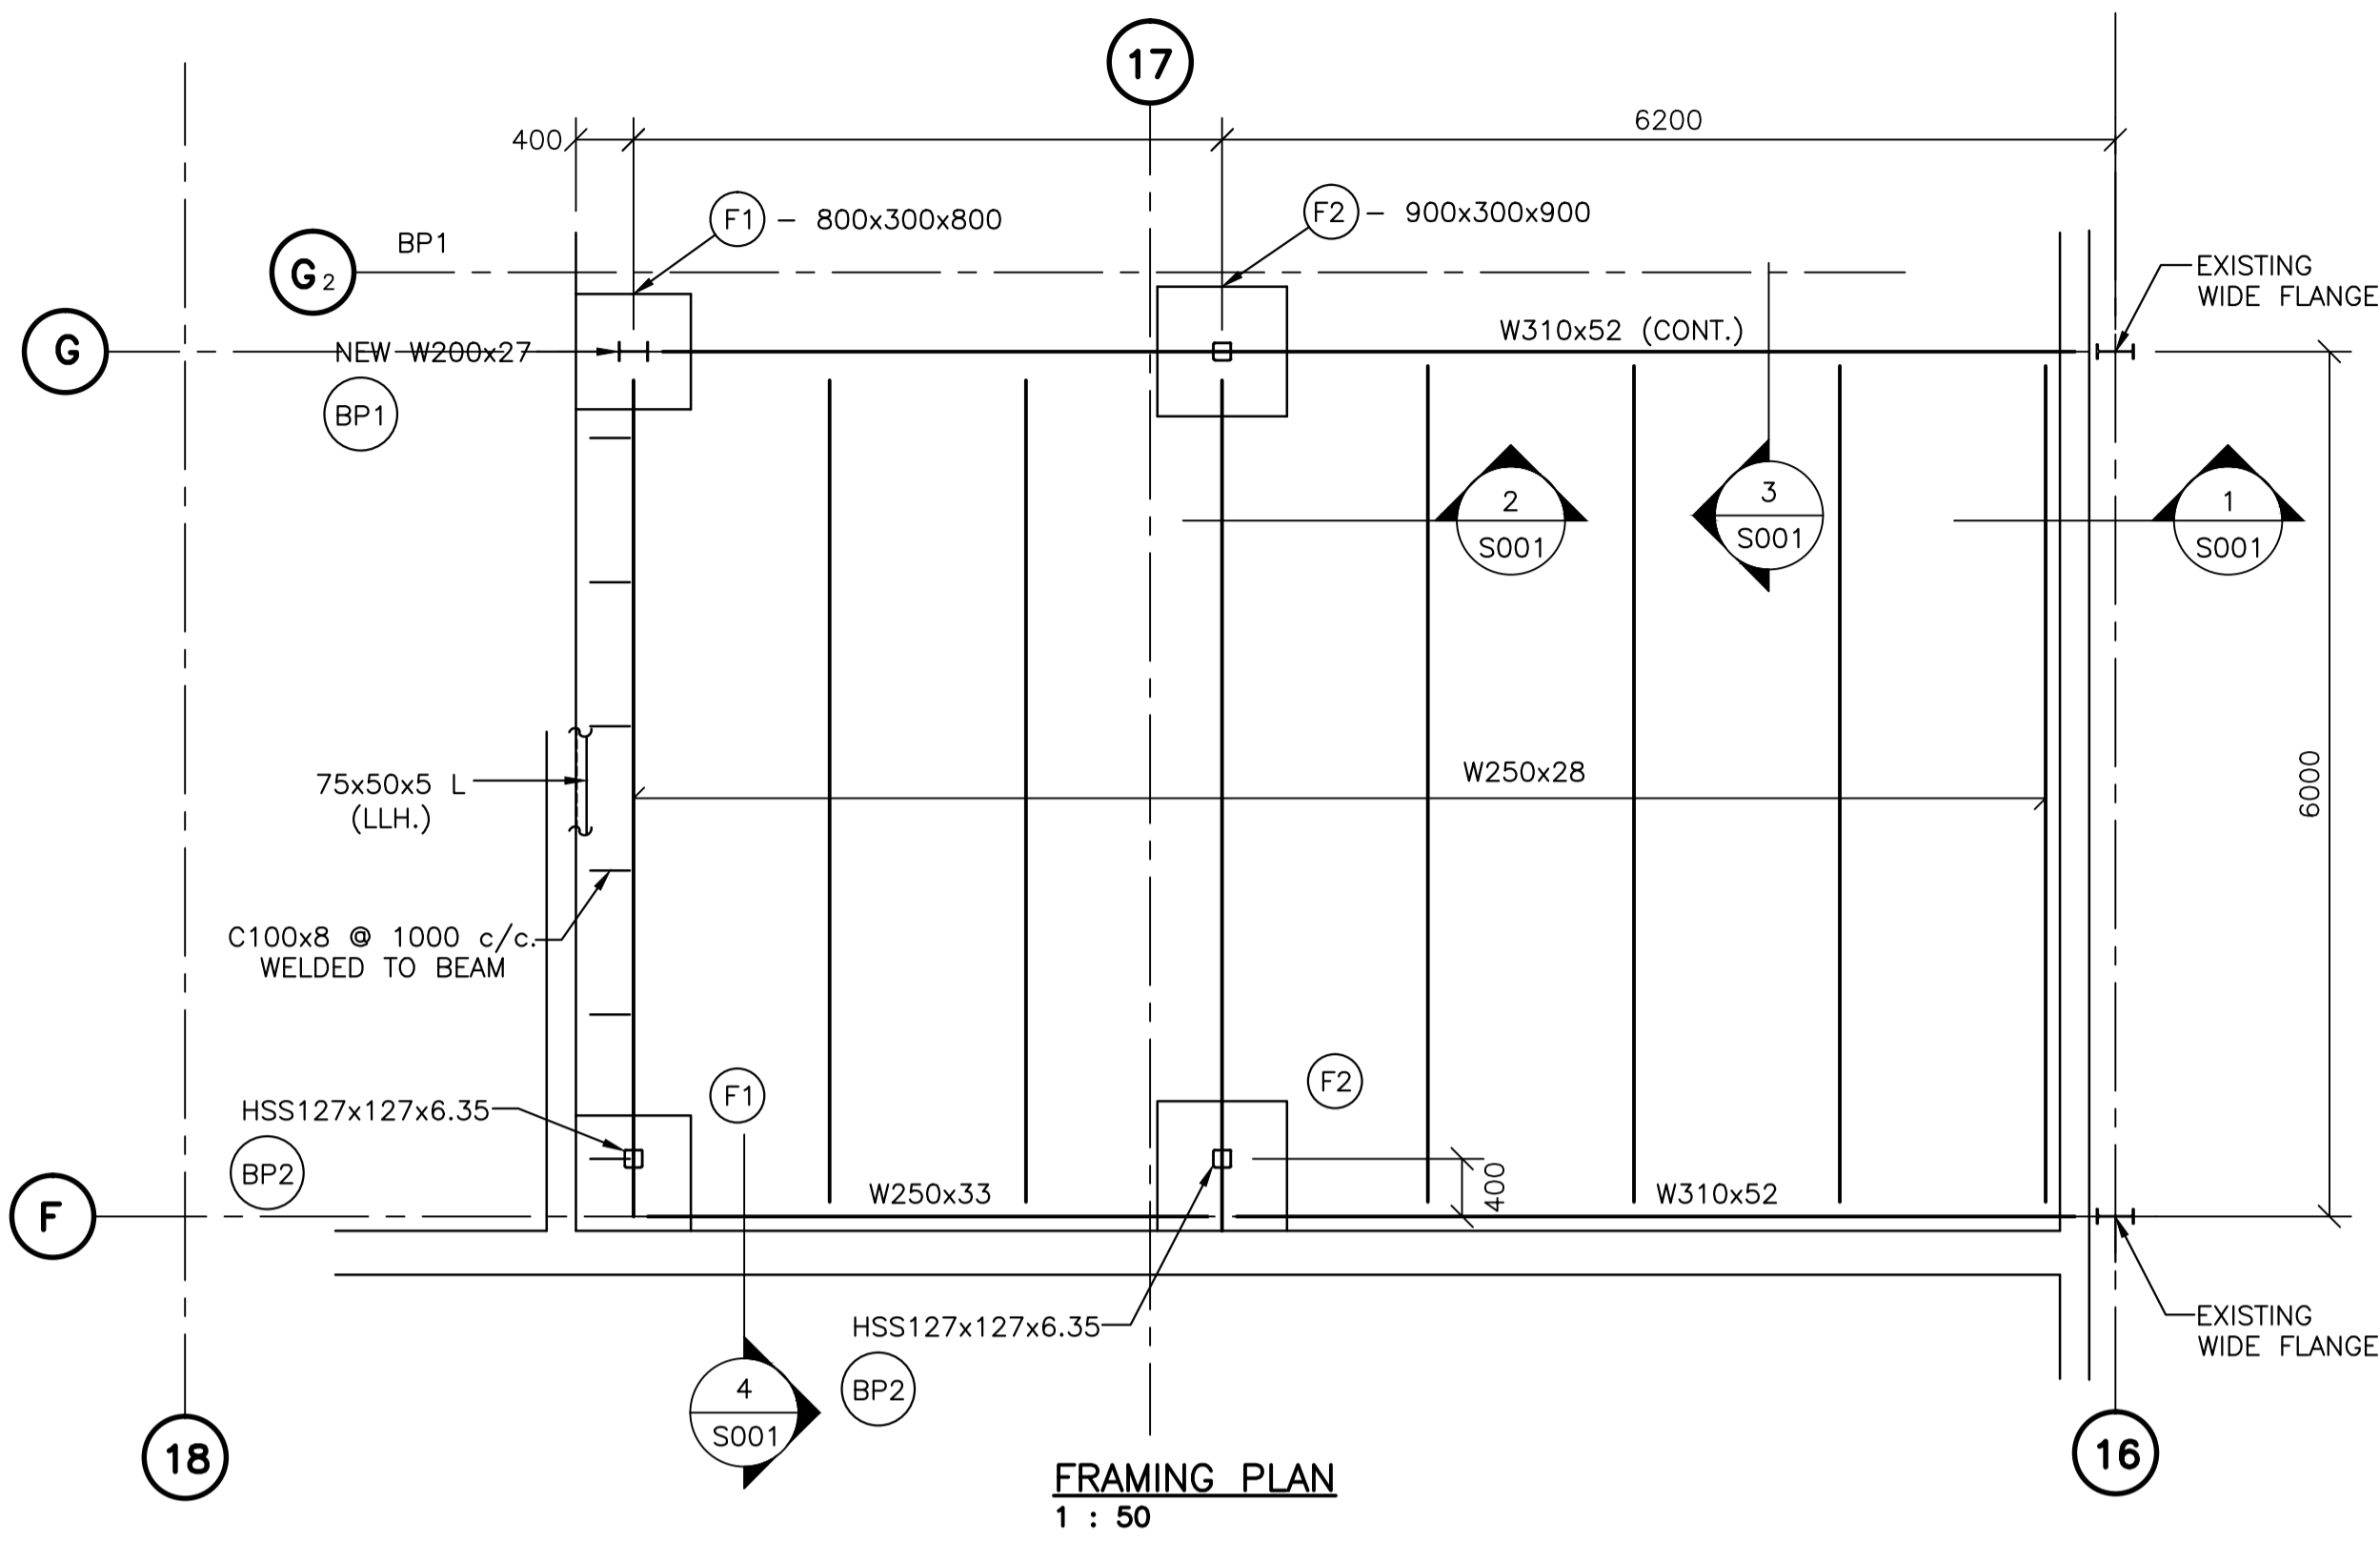 17
6200
400
F1 – 800x300x800
F2 – 900x300x900
BP1
G2
EXISTING
WIDE FLANGE
W310x52 (CONT.)
G
NEW W200x27
BP1
2
S001
3
S001
1
S001
W250x28
6000
75x50x5 L
(LLH.)
C100x8 @ 1000 c/c.
WELDED TO BEAM
F1
F2
HSS127x127x6.35
BP2
400
W250x33
W310x52
F
HSS127x127x6.35
BP2
EXISTING
WIDE FLANGE
4
S001
18
16
FRAMING PLAN
1 : 50